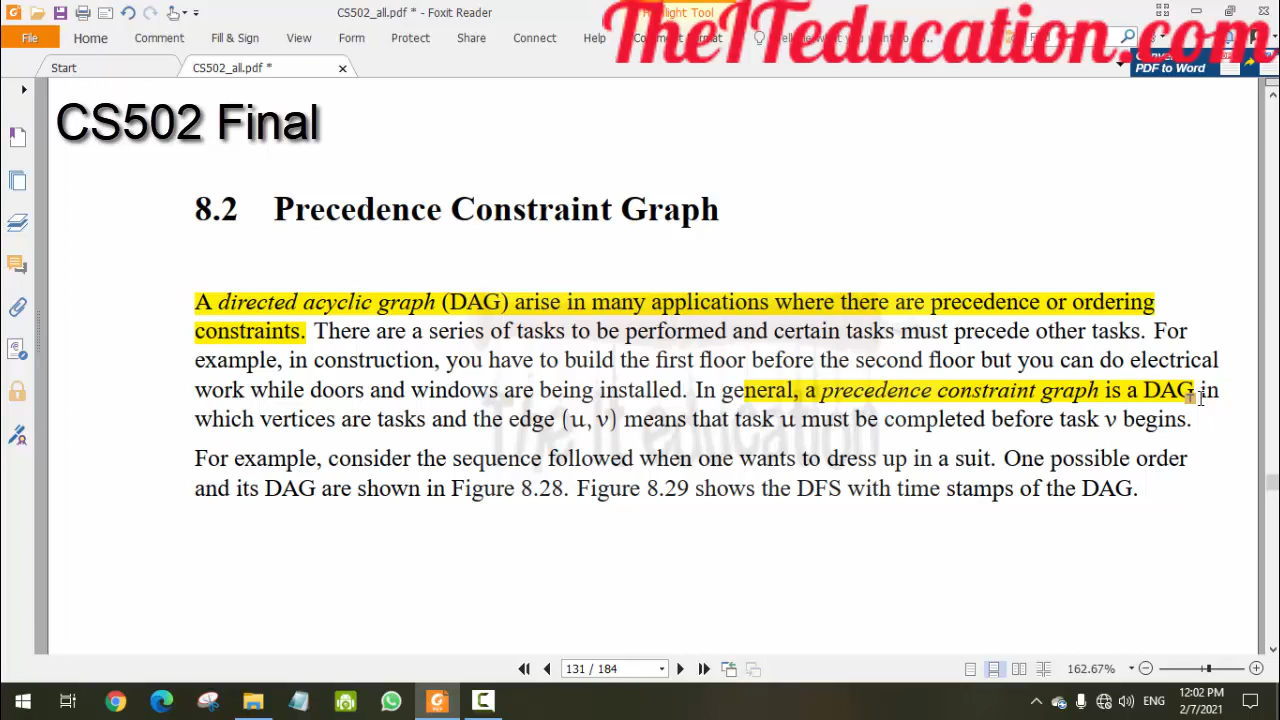 CS502_all.pdf * - Foxit Reader
Tool
TheITeducation.com
File Home Comment Fill & Sign View Form Protect Share Connect Help
Start CS502_all.pdf *
PDF to Word
CS502 Final
8.2 Precedence Constraint Graph
A directed acyclic graph (DAG) arise in many applications where there are precedence or ordering
constraints. There are a series of tasks to be performed and certain tasks must precede other tasks. For
example, in construction, you have to build the first floor before the second floor but you can do electrical
work while doors and windows are being installed. In general, a precedence constraint graph is a DAG in
which vertices are tasks and the edge (u, v) means that task u must be completed before task v begins.
the IT education
For example, consider the sequence followed when one wants to dress up in a suit. One possible order
and its DAG are shown in Figure 8.28. Figure 8.29 shows the DFS with time stamps of the DAG.
131 / 184
162.67%
ENG
12:02 PM
2/7/2021